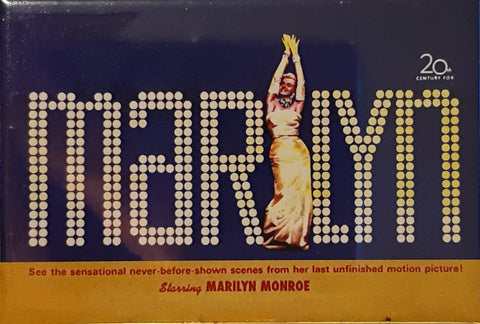 20th
CENTURY FOX
MARILYN
See the sensational never-before-shown scenes from her last unfinished motion picture!
Starring MARILYN MONROE